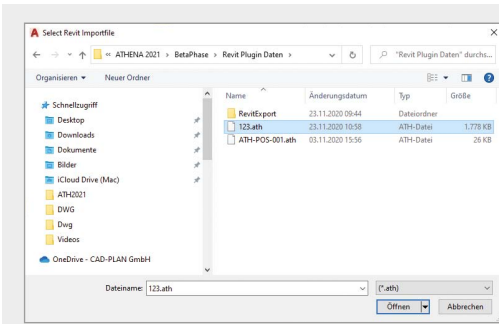 Select Revit Importfile
« ATHENA 2021 › BetaPhase › Revit Plugin Daten ›
"Revit Plugin Daten" durchs...
Organisieren Neuer Ordner
Name Änderungsdatum Typ Größe
Schnellzugriff
RevitExport 23.11.2020 09:44 Dateiordner
Desktop
123.ath 23.11.2020 10:58 ATH-Datei 1.778 KB
Downloads
ATH-POS-001.ath 03.11.2020 15:56 ATH-Datei 26 KB
Dokumente
Bilder
iCloud Drive (Mac)
ATH2021
DWG
Dwg
Videos
OneDrive - CAD-PLAN GmbH
Dateiname: 123.ath (*.ath)
Öffnen Abbrechen